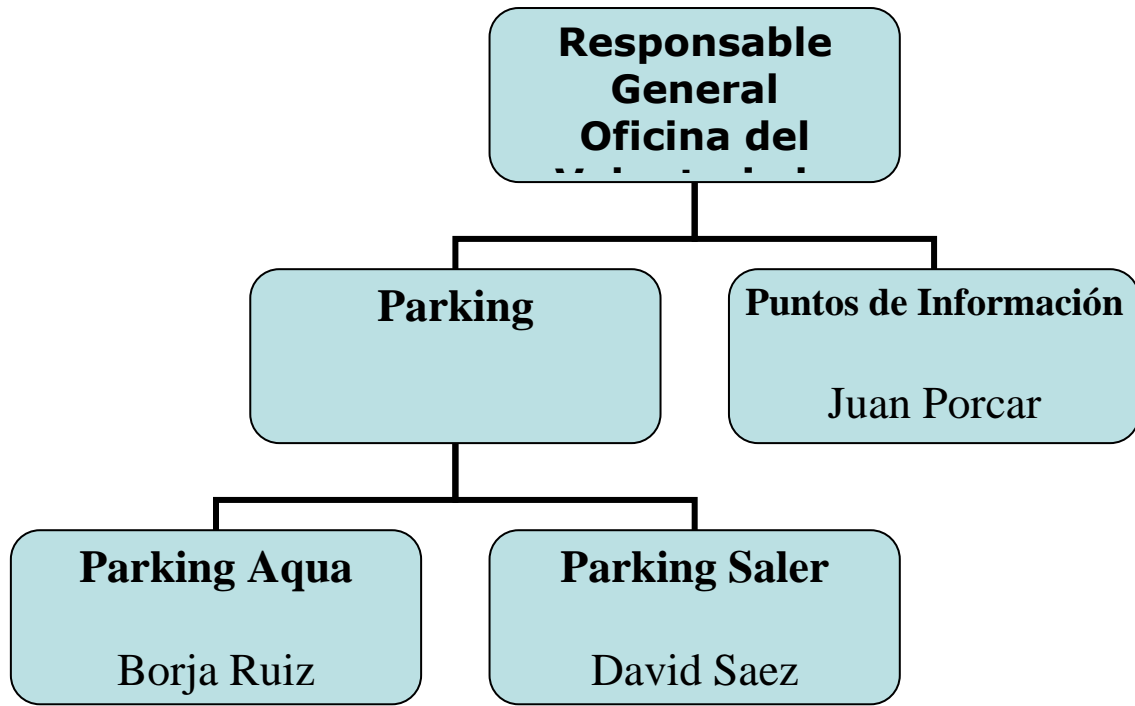 Responsable
General
Oficina del
Parking
Puntos de Información
Juan Porcar
Parking Aqua
Borja Ruiz
Parking Saler
David Saez